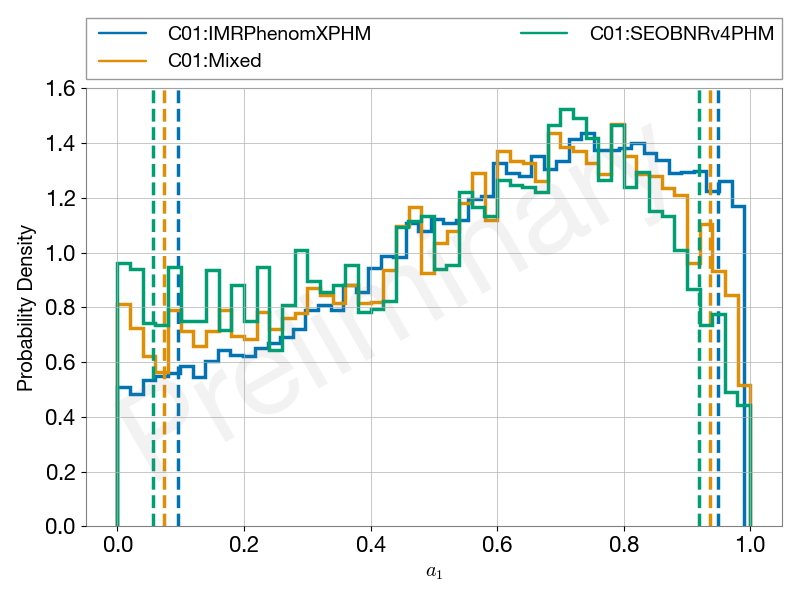 C01:IMRPhenomXPHM
C01:SEOBNRv4PHM
C01:Mixed
1.6
1.4
1.2
1.0
0.8
0.6
0.4
0.2
0.0
Probability Density
Preliminary
0.0 0.2 0.4 0.6 0.8 1.0
a₁